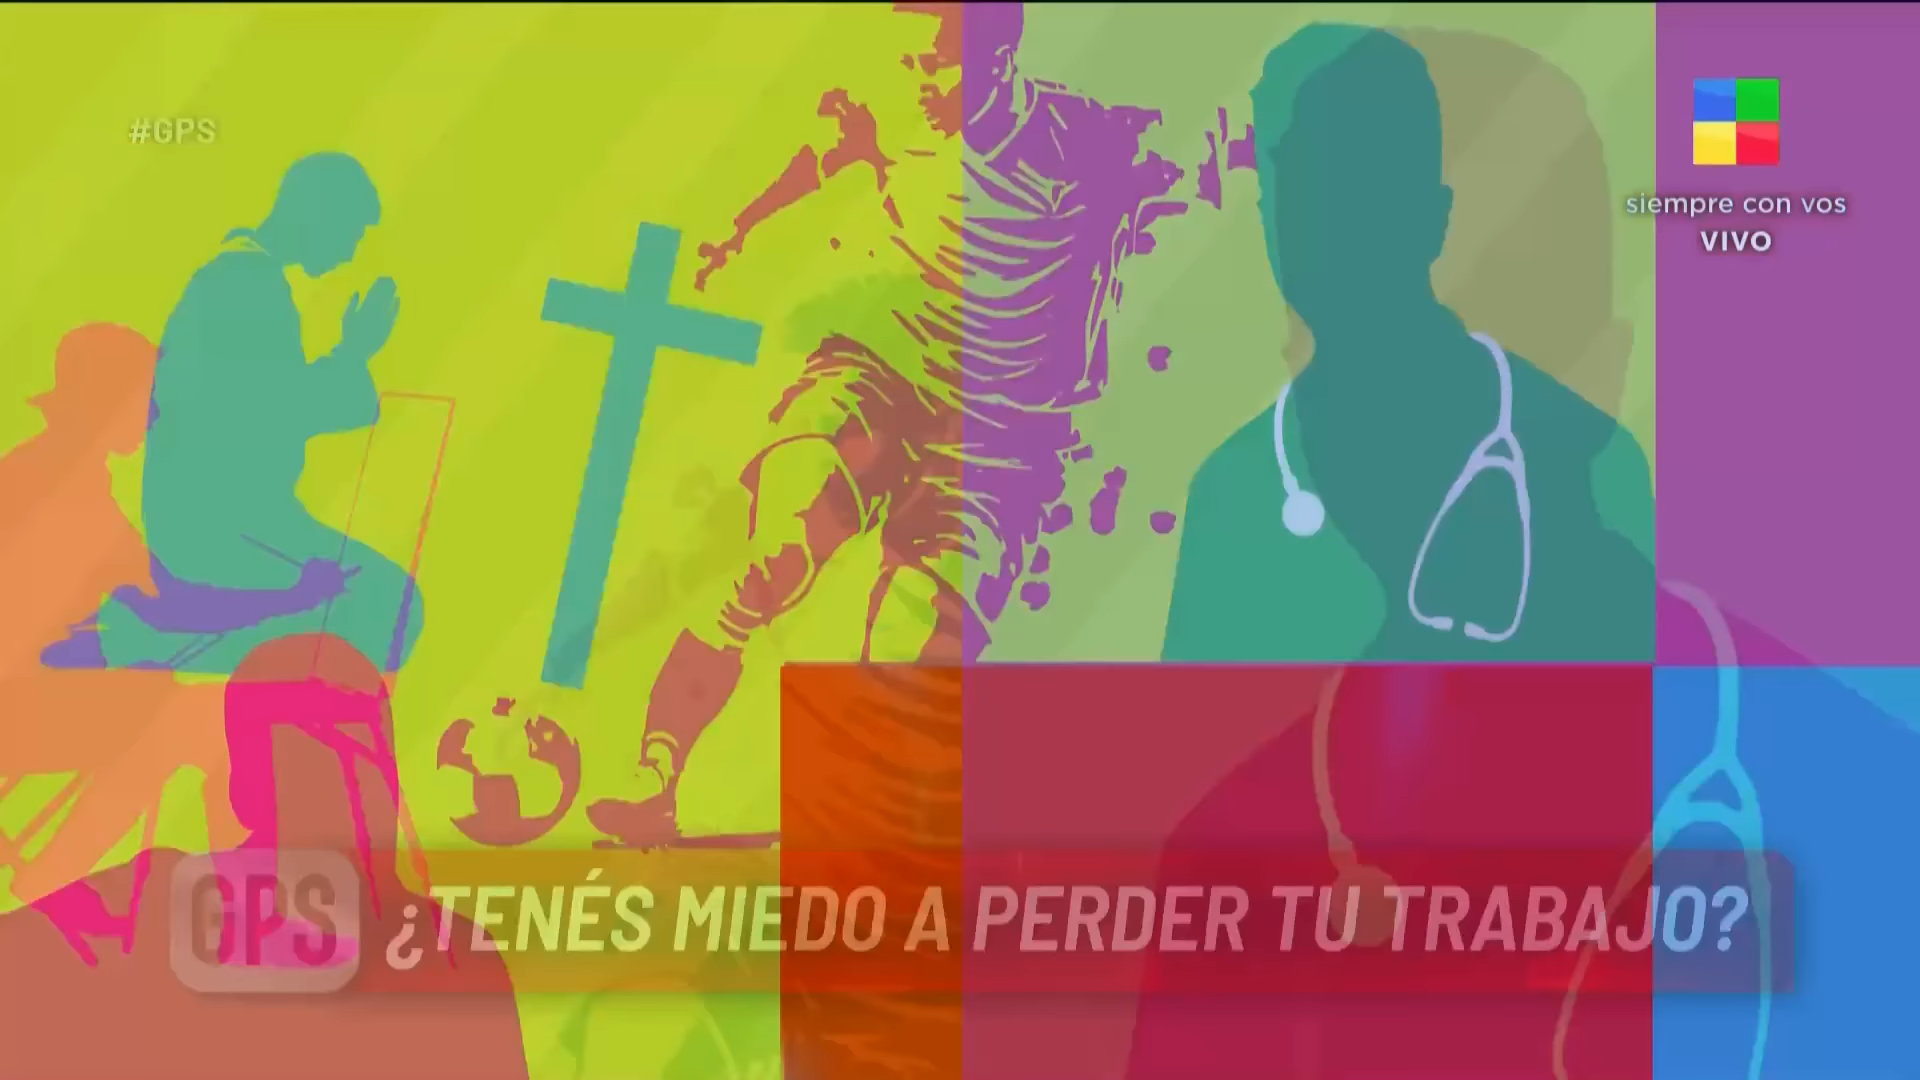 #GPS
siempre con vos
VIVO
GPS
¿TENÉS MIEDO A PERDER TU TRABAJO?